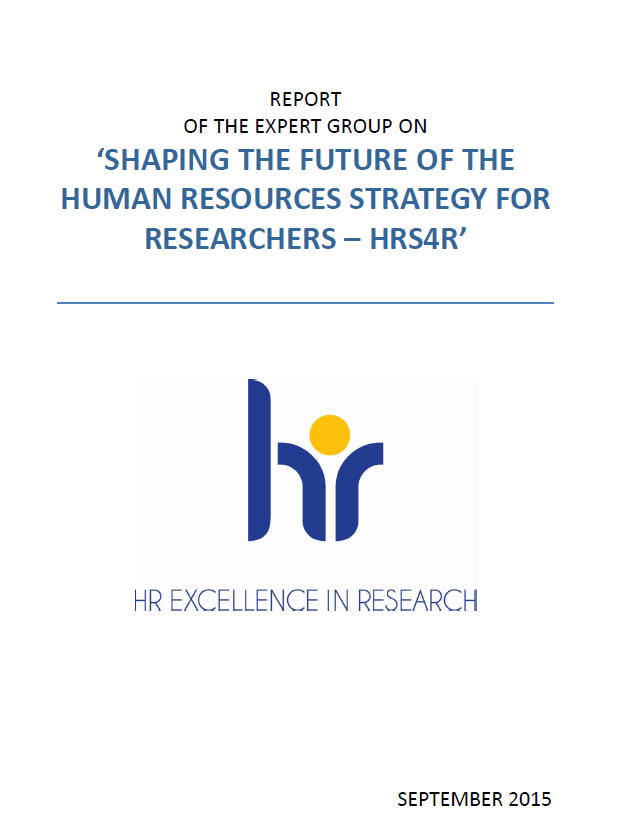 REPORT
OF THE EXPERT GROUP ON
‘SHAPING THE FUTURE OF THE
HUMAN RESOURCES STRATEGY FOR
RESEARCHERS – HRS4R’
hr
HR EXCELLENCE IN RESEARCH
SEPTEMBER 2015